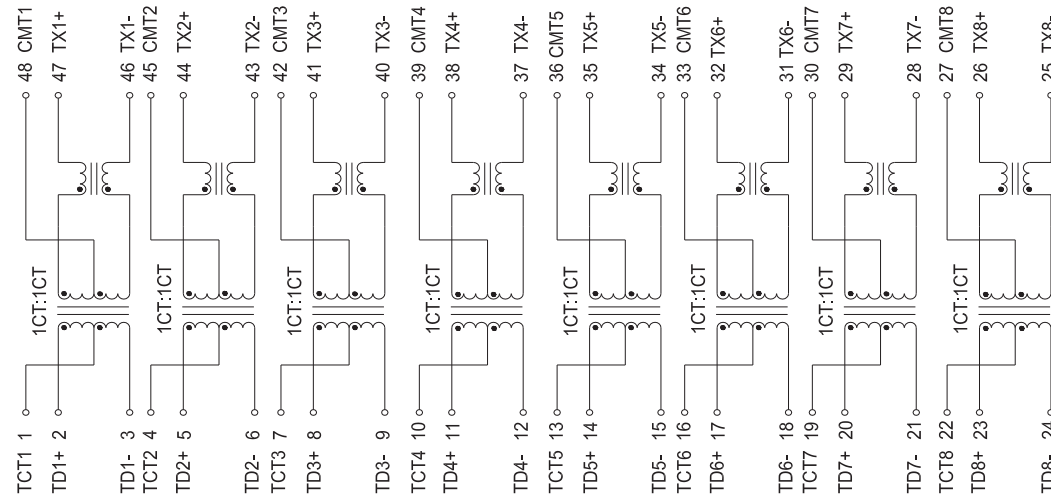 48 CMT1
47 TX1+
46 TX1-
45 CMT2
44 TX2+
43 TX2-
42 CMT3
41 TX3+
40 TX3-
39 CMT4
38 TX4+
37 TX4-
36 CMT5
35 TX5+
34 TX5-
33 CMT6
32 TX6+
31 TX6-
30 CMT7
29 TX7+
28 TX7-
27 CMT8
26 TX8+
25 TX8-
1CT:1CT
1CT:1CT
1CT:1CT
1CT:1CT
1CT:1CT
1CT:1CT
1CT:1CT
1CT:1CT
TCT1 1
TD1+ 2
TD1- 3
TCT2 4
TD2+ 5
TD2- 6
TCT3 7
TD3+ 8
TD3- 9
TCT4 10
TD4+ 11
TD4- 12
TCT5 13
TD5+ 14
TD5- 15
TCT6 16
TD6+ 17
TD6- 18
TCT7 19
TD7+ 20
TD7- 21
TCT8 22
TD8+ 23
TD8- 24